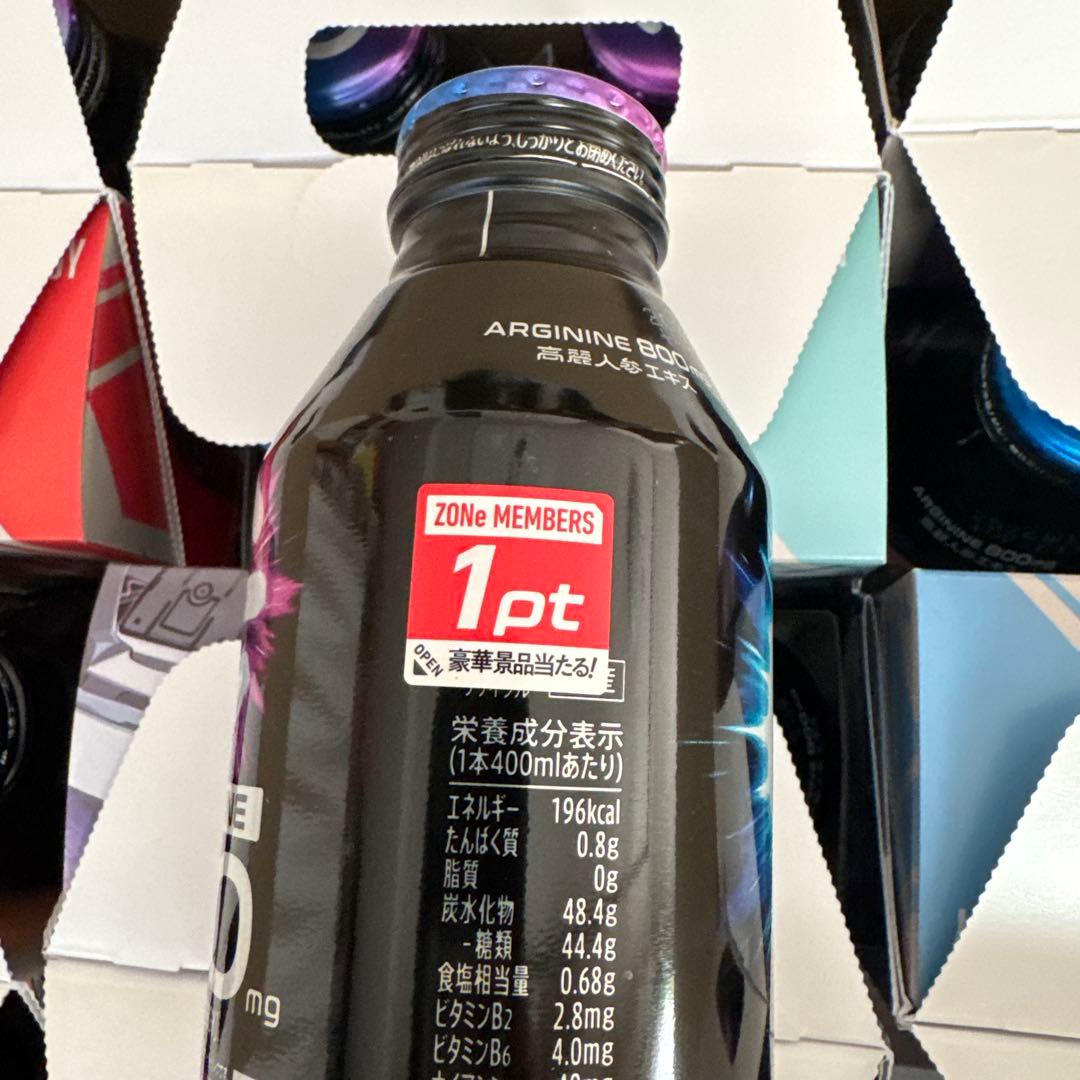 しっかりとお閉めください。
ARGININE 800mg
高麗人参エキス
ZONe MEMBERS
1pt
OPEN
豪華景品当たる!
栄養成分表示
(1本400mlあたり)
エネルギー 196kcal
たんぱく質 0.8g
脂質 0g
炭水化物 48.4g
-糖類 44.4g
食塩相当量 0.68g
ビタミンB2 2.8mg
ビタミンB6 4.0mg
mg
ARGININE 800mg